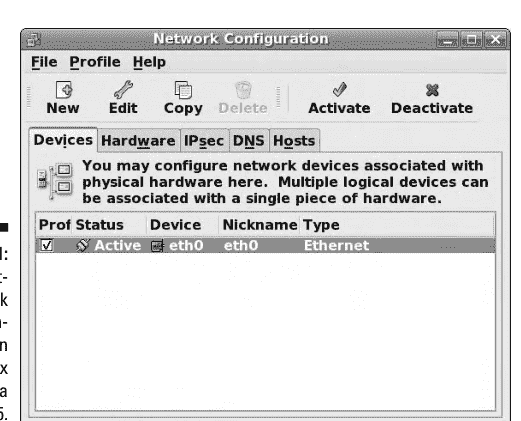 Network Configuration
File Profile Help
New Edit Copy Delete Activate Deactivate
Devices Hardware IPsec DNS Hosts
You may configure network devices associated with
physical hardware here. Multiple logical devices can
be associated with a single piece of hardware.
Prof Status Device Nickname Type
Active eth0 eth0 Ethernet
:
t-
k
n
x
a